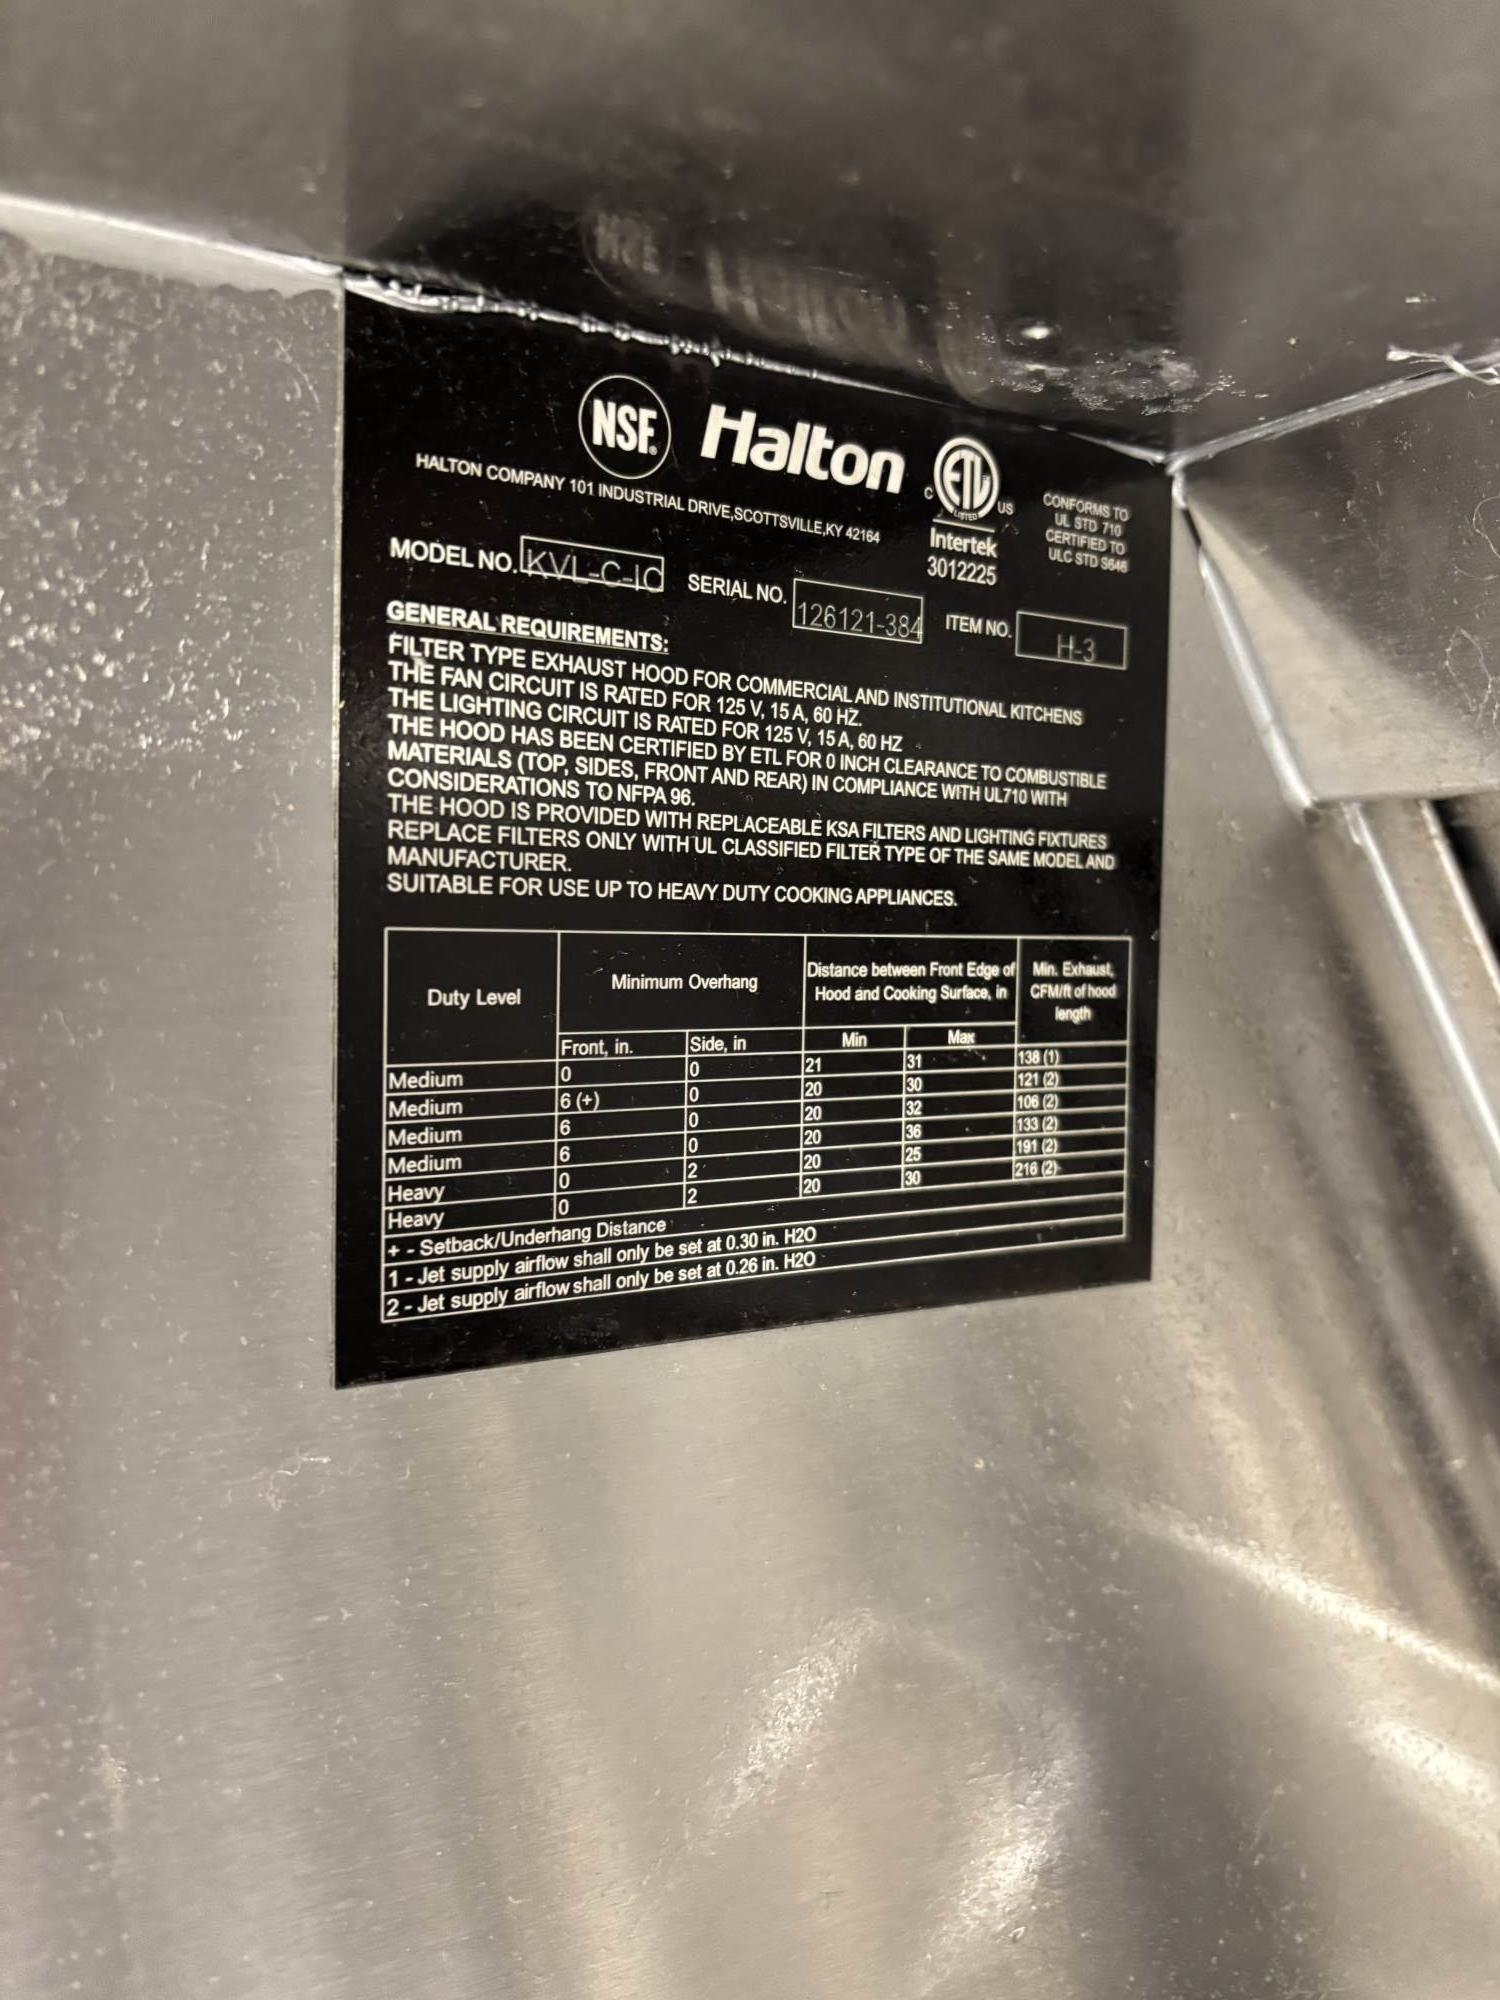 NSF®
Halton
HALTON COMPANY 101 INDUSTRIAL DRIVE,SCOTTSVILLE,KY 42164
C ETL US
LISTED
Intertek
3012225
CONFORMS TO
UL STD 710
CERTIFIED TO
ULC STD S646
MODEL NO. KVL-C-IC SERIAL NO. 126121-384 ITEM NO. H-3
GENERAL REQUIREMENTS:
FILTER TYPE EXHAUST HOOD FOR COMMERCIAL AND INSTITUTIONAL KITCHENS
THE FAN CIRCUIT IS RATED FOR 125 V, 15 A, 60 HZ.
THE LIGHTING CIRCUIT IS RATED FOR 125 V, 15 A, 60 HZ
THE HOOD HAS BEEN CERTIFIED BY ETL FOR 0 INCH CLEARANCE TO COMBUSTIBLE
MATERIALS (TOP, SIDES, FRONT AND REAR) IN COMPLIANCE WITH UL710 WITH
CONSIDERATIONS TO NFPA 96.
THE HOOD IS PROVIDED WITH REPLACEABLE KSA FILTERS AND LIGHTING FIXTURES
REPLACE FILTERS ONLY WITH UL CLASSIFIED FILTER TYPE OF THE SAME MODEL AND
MANUFACTURER.
SUITABLE FOR USE UP TO HEAVY DUTY COOKING APPLIANCES.
Duty Level
Minimum Overhang
Distance between Front Edge of
Hood and Cooking Surface, in
Min. Exhaust,
CFM/ft of hood
length
Front, in. Side, in Min Max
Medium 0 0 21 31 138 (1)
Medium 6 (+) 0 20 30 121 (2)
Medium 6 0 20 32 106 (2)
Medium 6 0 20 36 133 (2)
Heavy 0 2 20 25 191 (2)
Heavy 0 2 20 30 216 (2)
+ - Setback/Underhang Distance
1 - Jet supply airflow shall only be set at 0.30 in. H2O
2 - Jet supply airflow shall only be set at 0.26 in. H2O